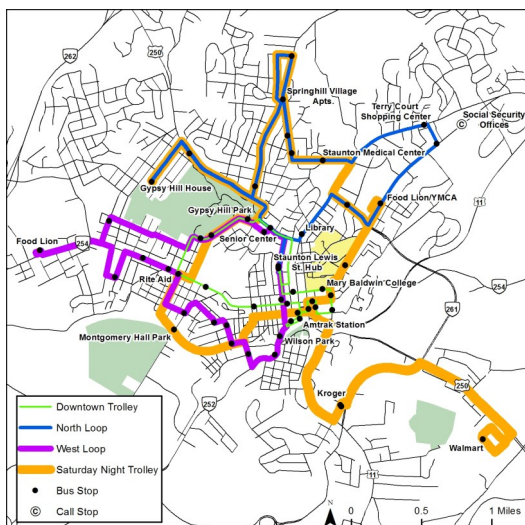 262
250
Springhill Village
Apts.
Terry Court
Shopping Center
Social Security
© Offices
Staunton Medical Center
Gypsy Hill House
Food Lion/YMCA
11
Gypsy Hill Park
Food Lion
254
Senior Center
Library
Staunton Lewis
St. Hub
Rite Aid
Mary Baldwin College
Amtrak Station
261
Montgomery Hall Park
Wilson Park
252
Kroger
250
Walmart
11
Downtown Trolley
North Loop
West Loop
Saturday Night Trolley
Bus Stop
© Call Stop
N
0 0.5 1 Miles